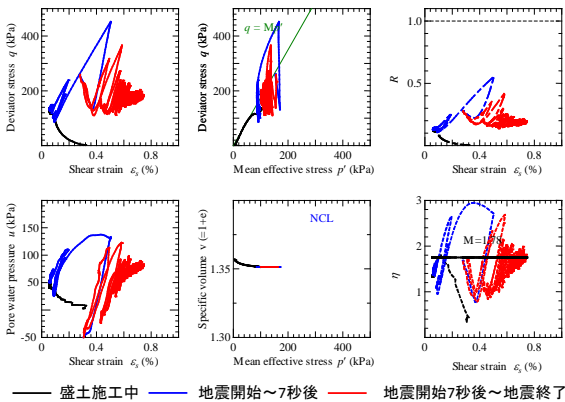 Deviator stress q (kPa)
400
200
0
0.4
0.8
Shear strain εs (%)
Deviator stress q (kPa)
q = Mp'
400
200
0
200
400
Mean effective stress p' (kPa)
R
1.0
0.5
0
0.4
0.8
Shear strain εs (%)
Pore water pressure u (kPa)
200
150
100
50
-50
0
0.4
0.8
Shear strain εs (%)
Specific volume v (=1+e)
NCL
1.35
1.30
0
200
400
Mean effective stress p' (kPa)
η
3
2
1
M=1.78
0
0.4
0.8
Shear strain εs (%)
盛土施工中 地震開始～7秒後 地震開始7秒後～地震終了